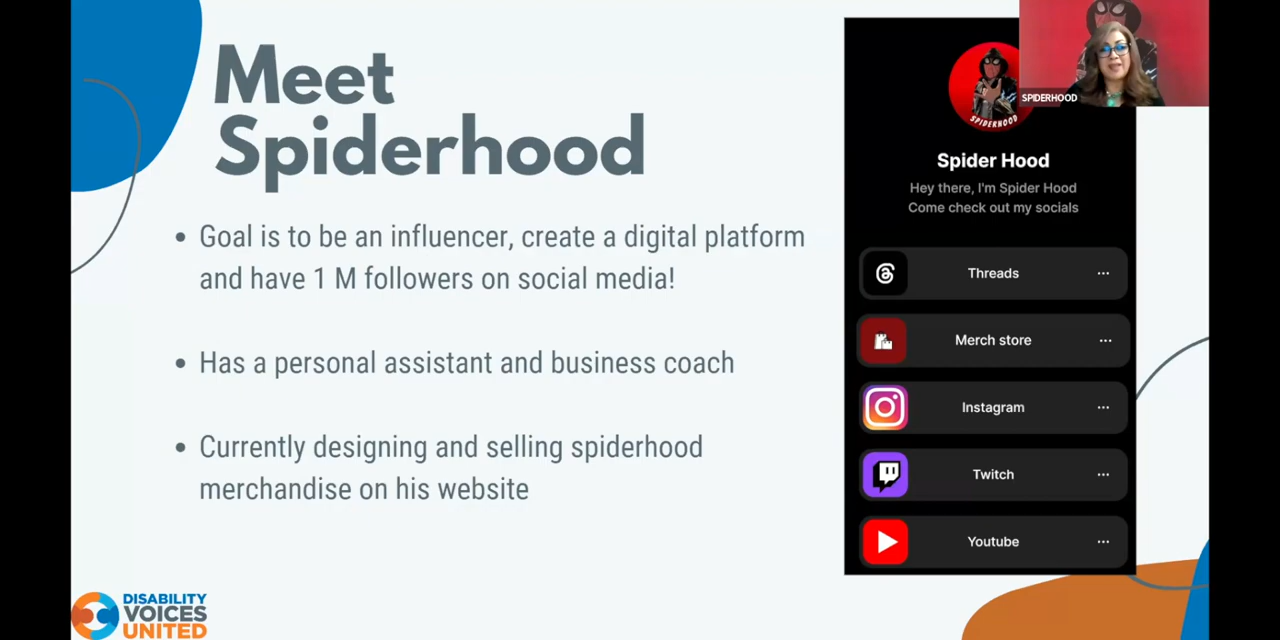 Meet
Spiderhood
• Goal is to be an influencer, create a digital platform
and have 1 M followers on social media!
• Has a personal assistant and business coach
• Currently designing and selling spiderhood
merchandise on his website
DISABILITY
VOICES
UNITED
SPIDERHOOD
SPIDERHOOD
Spider Hood
Hey there, I'm Spider Hood
Come check out my socials
Threads
Merch store
Instagram
Twitch
Youtube